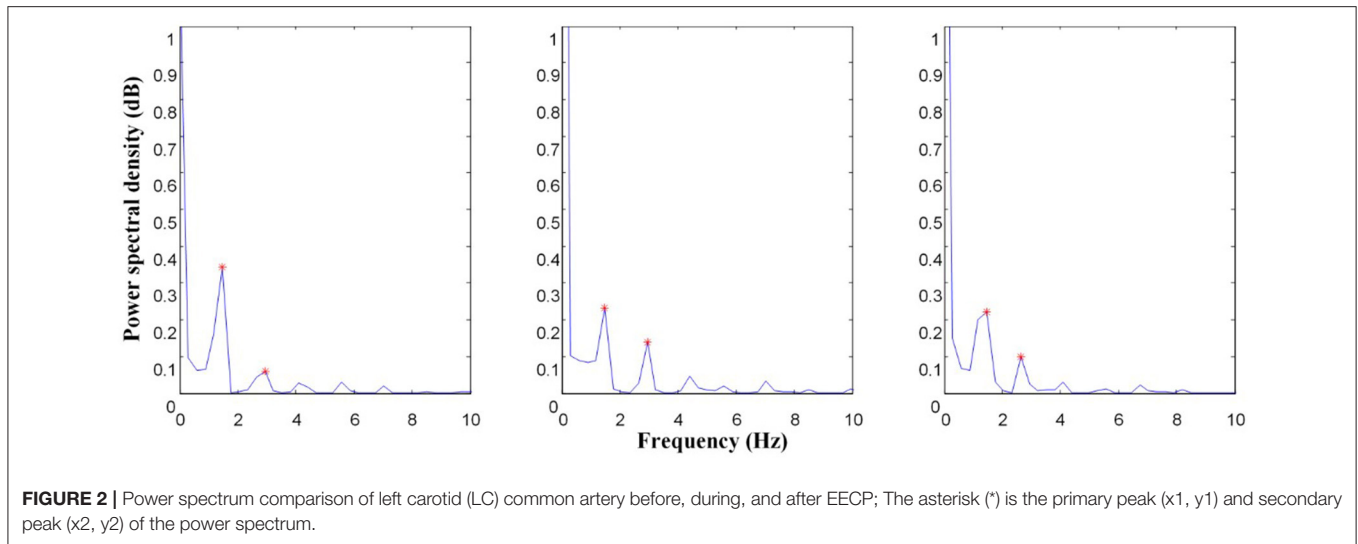 1 1 1
0.9 0.9 0.9
0.8 0.8 0.8
0.7 0.7 0.7
0.6 0.6 0.6
0.5 0.5 0.5
0.4 0.4 0.4
0.3 0.3 0.3
0.2 0.2 0.2
0.1 0.1 0.1
0 0 0
Power spectral density (dB)
0 2 4 6 8 10 0 2 4 6 8 10 0 2 4 6 8 10
Frequency (Hz)
FIGURE 2 | Power spectrum comparison of left carotid (LC) common artery before, during, and after EECP; The asterisk (*) is the primary peak (x1, y1) and secondary
peak (x2, y2) of the power spectrum.